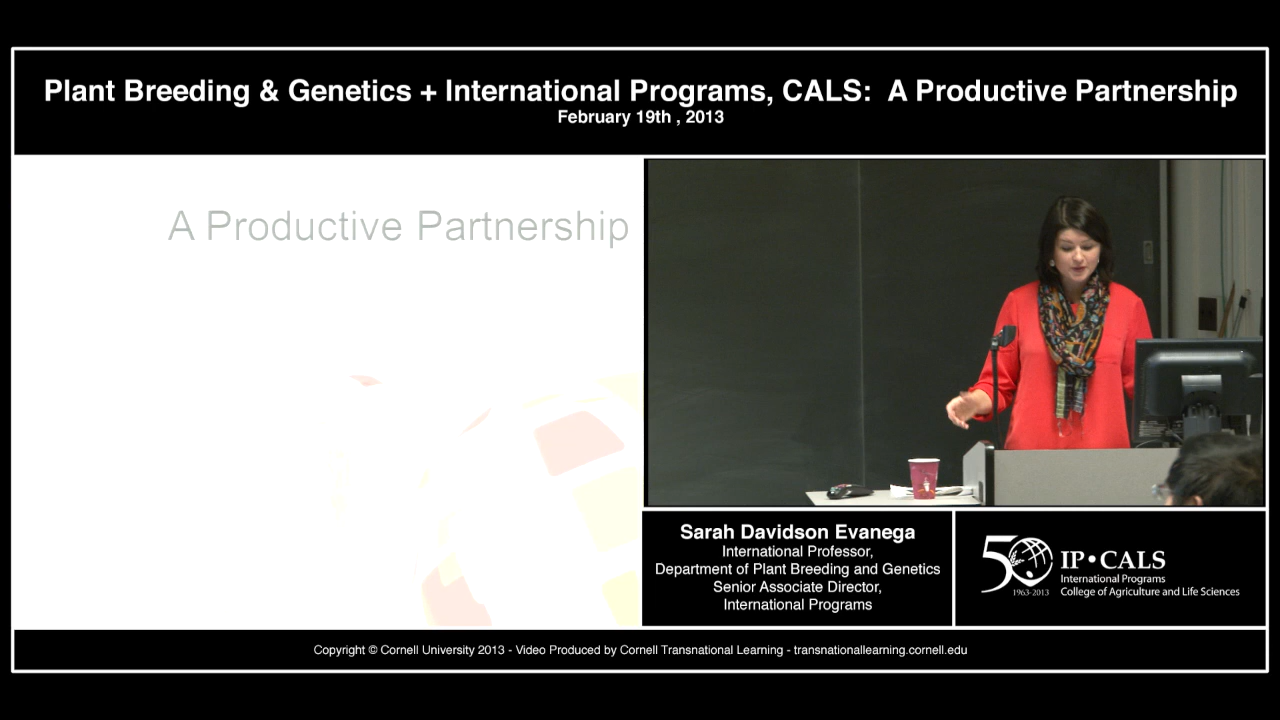 Plant Breeding & Genetics + International Programs, CALS:  A Productive Partnership
February 19th , 2013
A Productive Partnership
Sarah Davidson Evanega
International Professor,
Department of Plant Breeding and Genetics
Senior Associate Director,
International Programs
50
1963-2013
IP•CALS
International Programs
College of Agriculture and Life Sciences
Copyright © Cornell University 2013 - Video Produced by Cornell Transnational Learning - transnationallearning.cornell.edu